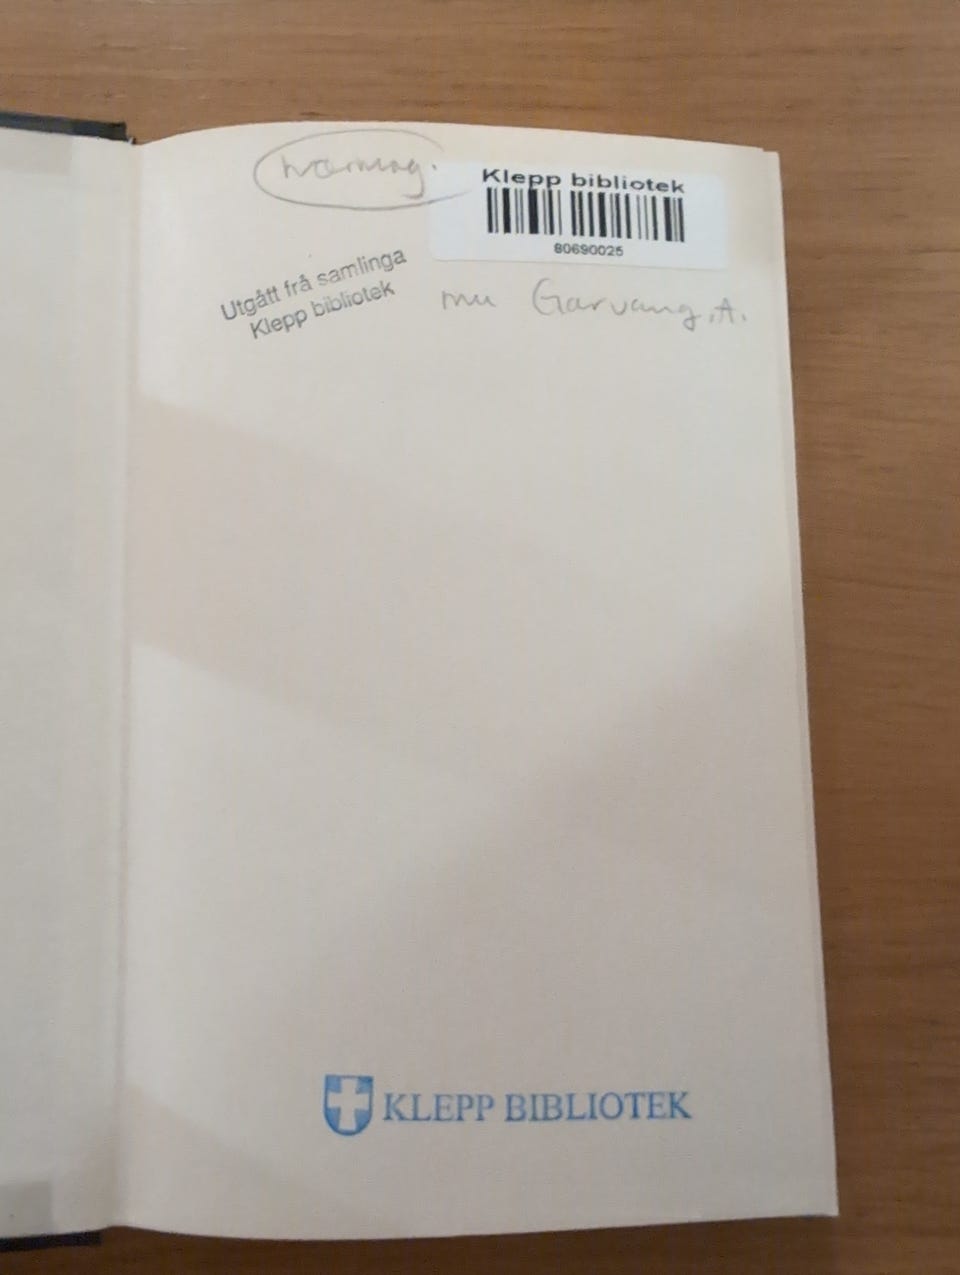 Klepp bibliotek
80690025
Utgått frå samlinga
Klepp bibliotek
Garvang, A.
KLEPP BIBLIOTEK